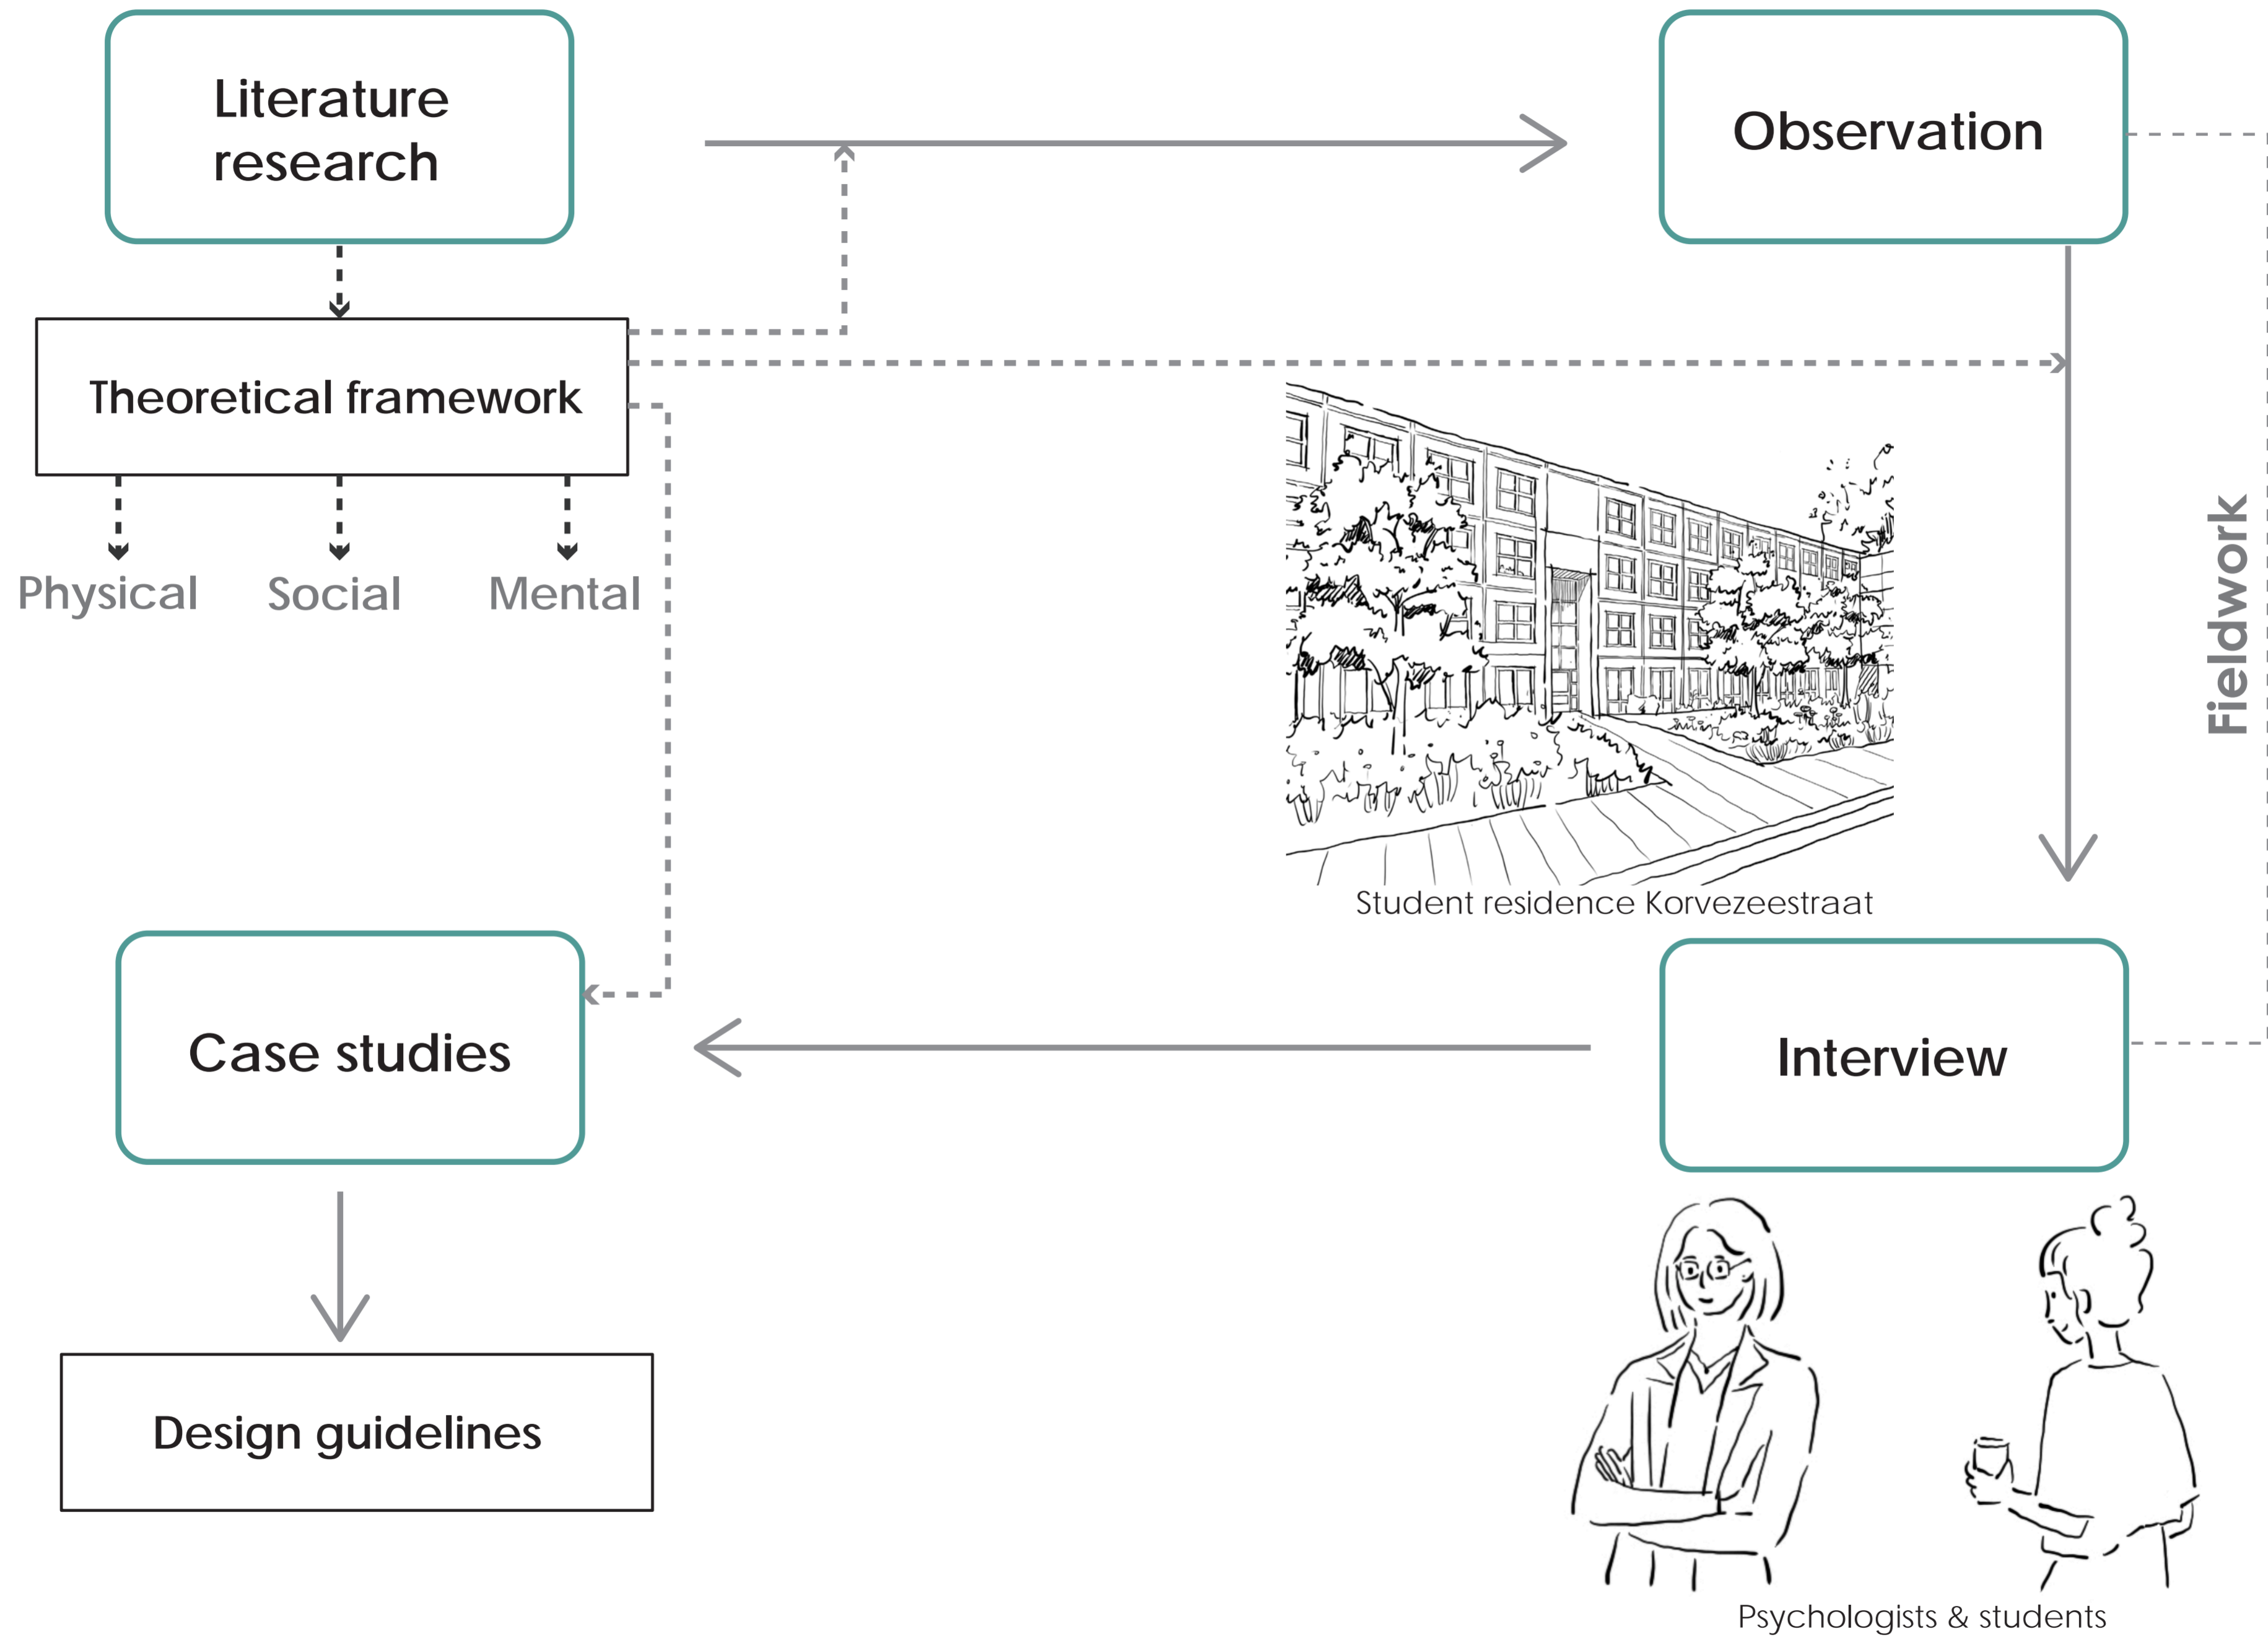 Literature
research
Observation
Theoretical framework
Physical
Social
Mental
Fieldwork
Student residence Korvezeestraat
Case studies
Interview
Design guidelines
Psychologists & students